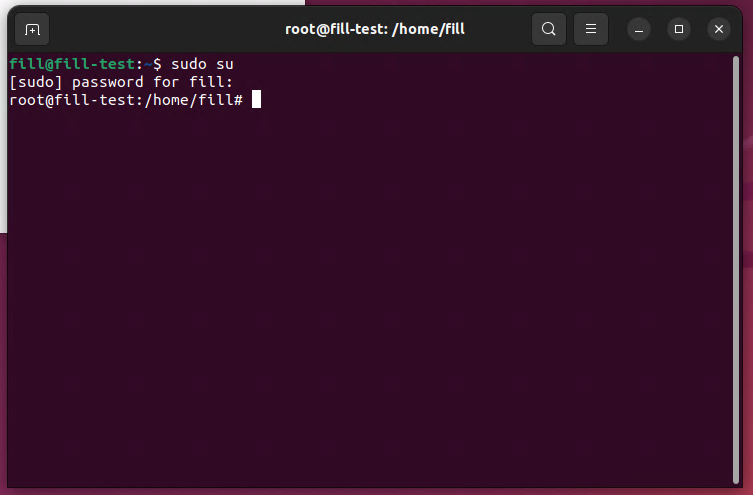 root@fill-test: /home/fill
fill@fill-test:~$ sudo su
[sudo] password for fill:
root@fill-test:/home/fill#